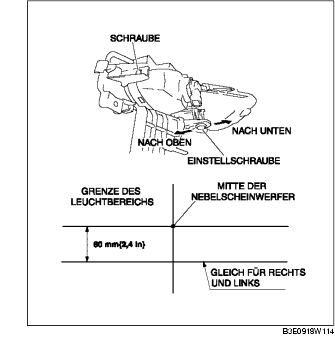 SCHRAUBE
NACH UNTEN
NACH OBEN
EINSTELLSCHRAUBE
GRENZE DES
LEUCHTBEREICHS
MITTE DER
NEBELSCHEINWERFER
60 mm{2,4 in}
GLEICH FÜR RECHTS
UND LINKS
B3E0918W114